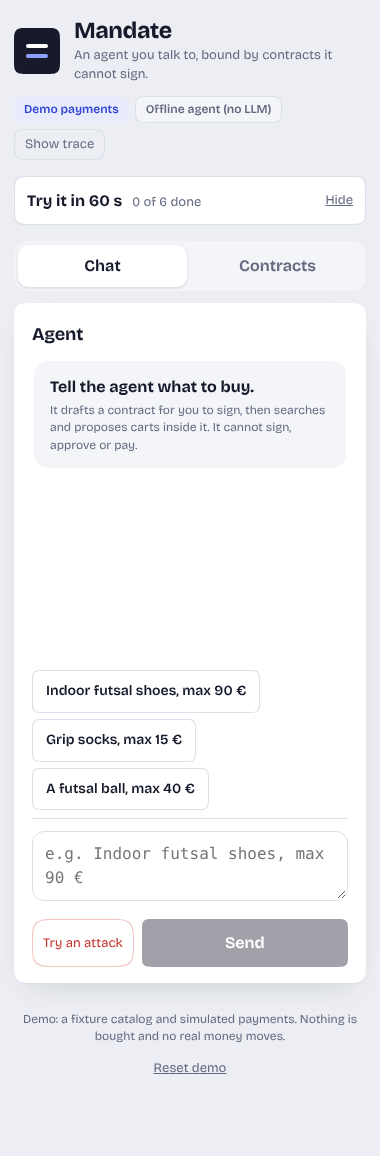 Mandate
An agent you talk to, bound by contracts it
cannot sign.
Demo payments
Offline agent (no LLM)
Show trace
Try it in 60 s
0 of 6 done
Hide
Chat
Contracts
Agent
Tell the agent what to buy.
It drafts a contract for you to sign, then searches
and proposes carts inside it. It cannot sign,
approve or pay.
Indoor futsal shoes, max 90 €
Grip socks, max 15 €
A futsal ball, max 40 €
e.g. Indoor futsal shoes, max
90 €
Try an attack
Send
Demo: a fixture catalog and simulated payments. Nothing is
bought and no real money moves.
Reset demo